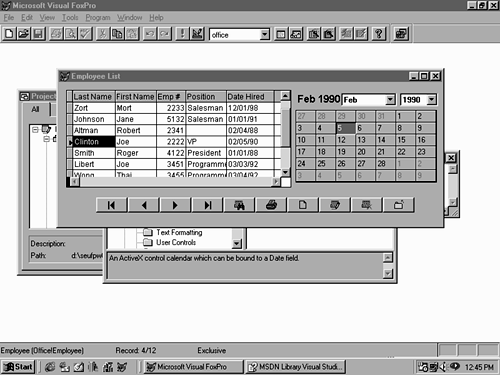 Microsoft Visual FoxPro
File Edit View Tools Program Window Help
office
Employee List
Projec
All
Last Name First Name Emp # Position Date Hired
Zort Mort 2233 Salesman 12/01/98
Johnson Jane 5132 Salesman 01/01/91
Altman Robert 2341 02/04/88
Clinton Joe 2222 VP 02/05/90
Smith Roger 4122 President 01/01/88
Libert Joe 3451 Programme 03/03/92
Wong Thai 3455 Programme 03/04/92
Feb 1990 Feb 1990
27 28 29 30 31 1 2
3 4 5 6 7 8 9
10 11 12 13 14 15 16
17 18 19 20 21 22 23
24 25 26 27 28 1 2
3 4 5 6 7 8 9
Text Formatting
User Controls
Description:
Path: d:\seufpw
An ActiveX control calendar which can be bound to a Date field.
Employee (Office!Employee) Record: 4/12 Exclusive
Start Microsoft Visual FoxPro MSDN Library Visual Studi... 12:45 PM